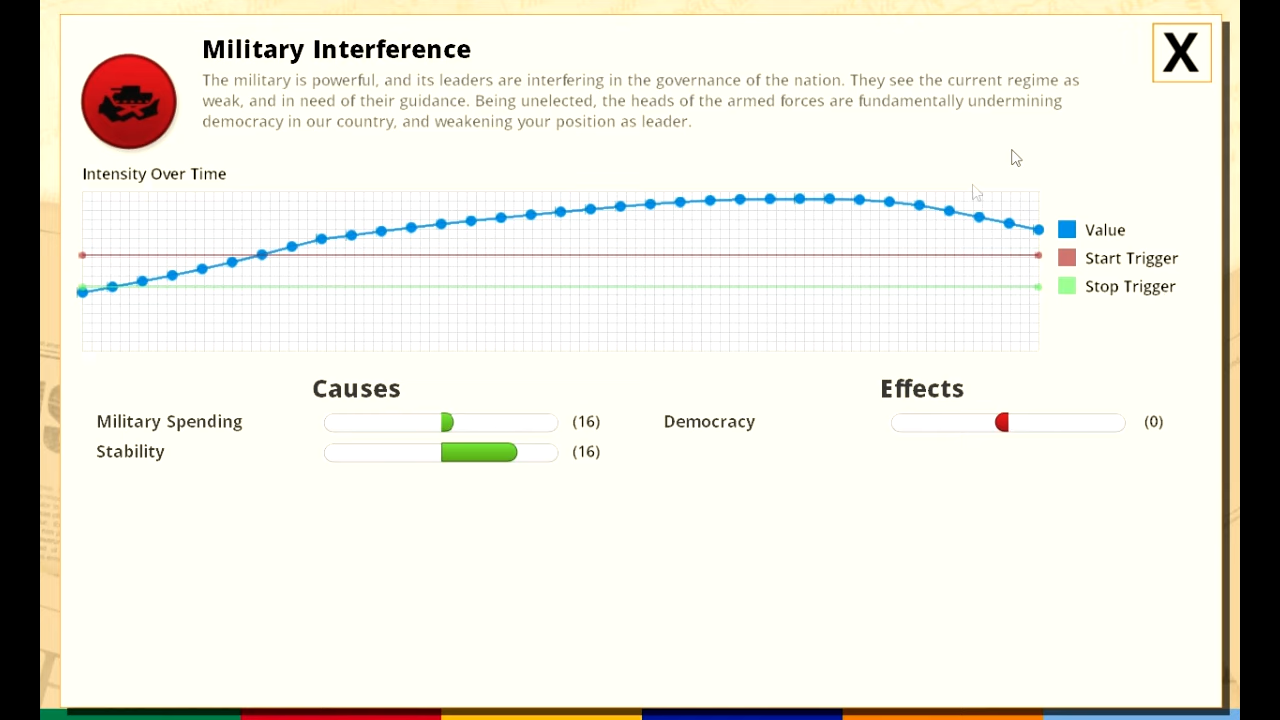 Military Interference
X
The military is powerful, and its leaders are interfering in the governance of the nation. They see the current regime as
weak, and in need of their guidance. Being unelected, the heads of the armed forces are fundamentally undermining
democracy in our country, and weakening your position as leader.
Intensity Over Time
Value
Start Trigger
Stop Trigger
Causes
Effects
Military Spending (16)
Democracy (0)
Stability (16)